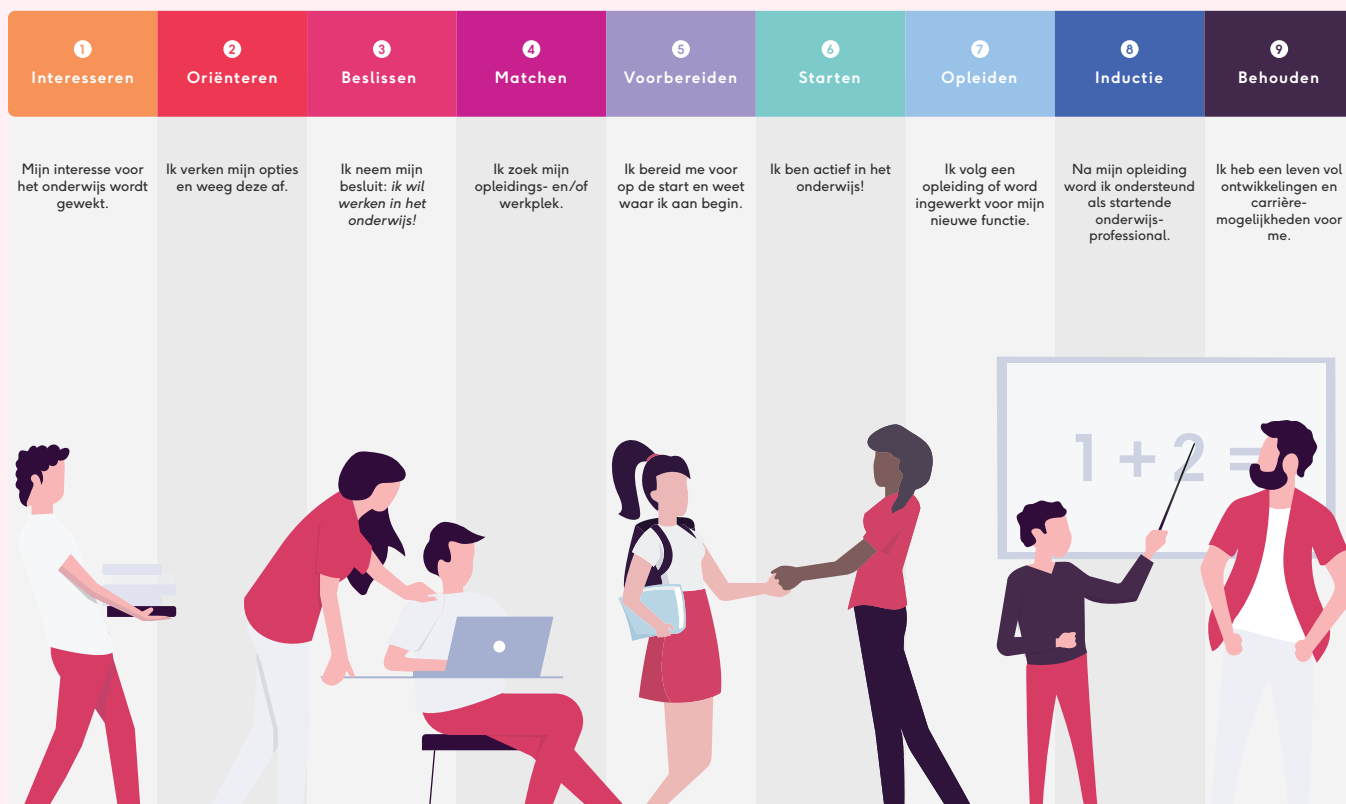 1
Interesseren
2
Oriënteren
3
Beslissen
4
Matchen
5
Voorbereiden
6
Starten
7
Opleiden
8
Inductie
9
Behouden
Mijn interesse voor
het onderwijs wordt
gewekt.
Ik verken mijn opties
en weeg deze af.
Ik neem mijn
besluit: ik wil
werken in het
onderwijs!
Ik zoek mijn
opleidings- en/of
werkplek.
Ik bereid me voor
op de start en weet
waar ik aan begin.
Ik ben actief in het
onderwijs!
Ik volg een
opleiding of word
ingewerkt voor mijn
nieuwe functie.
Na mijn opleiding
word ik ondersteund
als startende
onderwijs-
professional.
Ik heb een leven vol
ontwikkelingen en
carrière-
mogelijkheden voor
me.
1 + 2 =